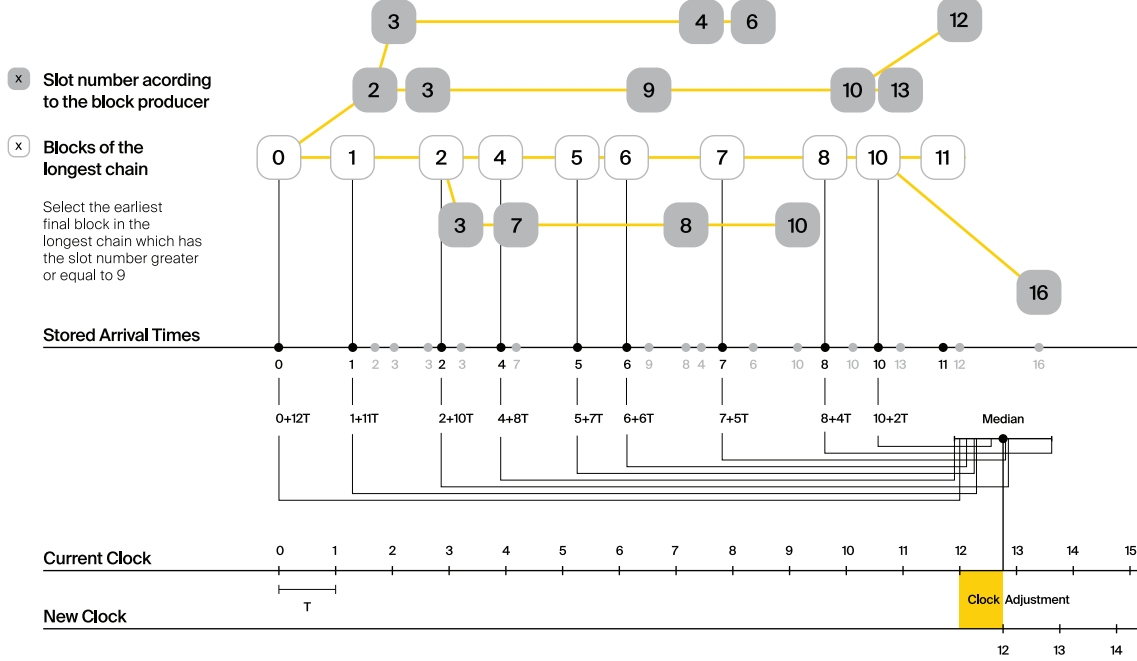 3 4 6 12
x Slot number acording
to the block producer
2 3 9 10 13
x Blocks of the
longest chain
0 1 2 4 5 6 7 8 10 11
Select the earliest
final block in the
longest chain which has
the slot number greater
or equal to 9
3 7 8 10
16
Stored Arrival Times
0 1 2 3 3 2 3 4 7 5 6 9 8 4 7 6 10 8 10 10 13 11 12 16
0+12T 1+11T 2+10T 4+8T 5+7T 6+6T 7+5T 8+4T 10+2T Median
Current Clock 0 1 2 3 4 5 6 7 8 9 10 11 12 13 14 15
T
Clock Adjustment
New Clock
12 13 14